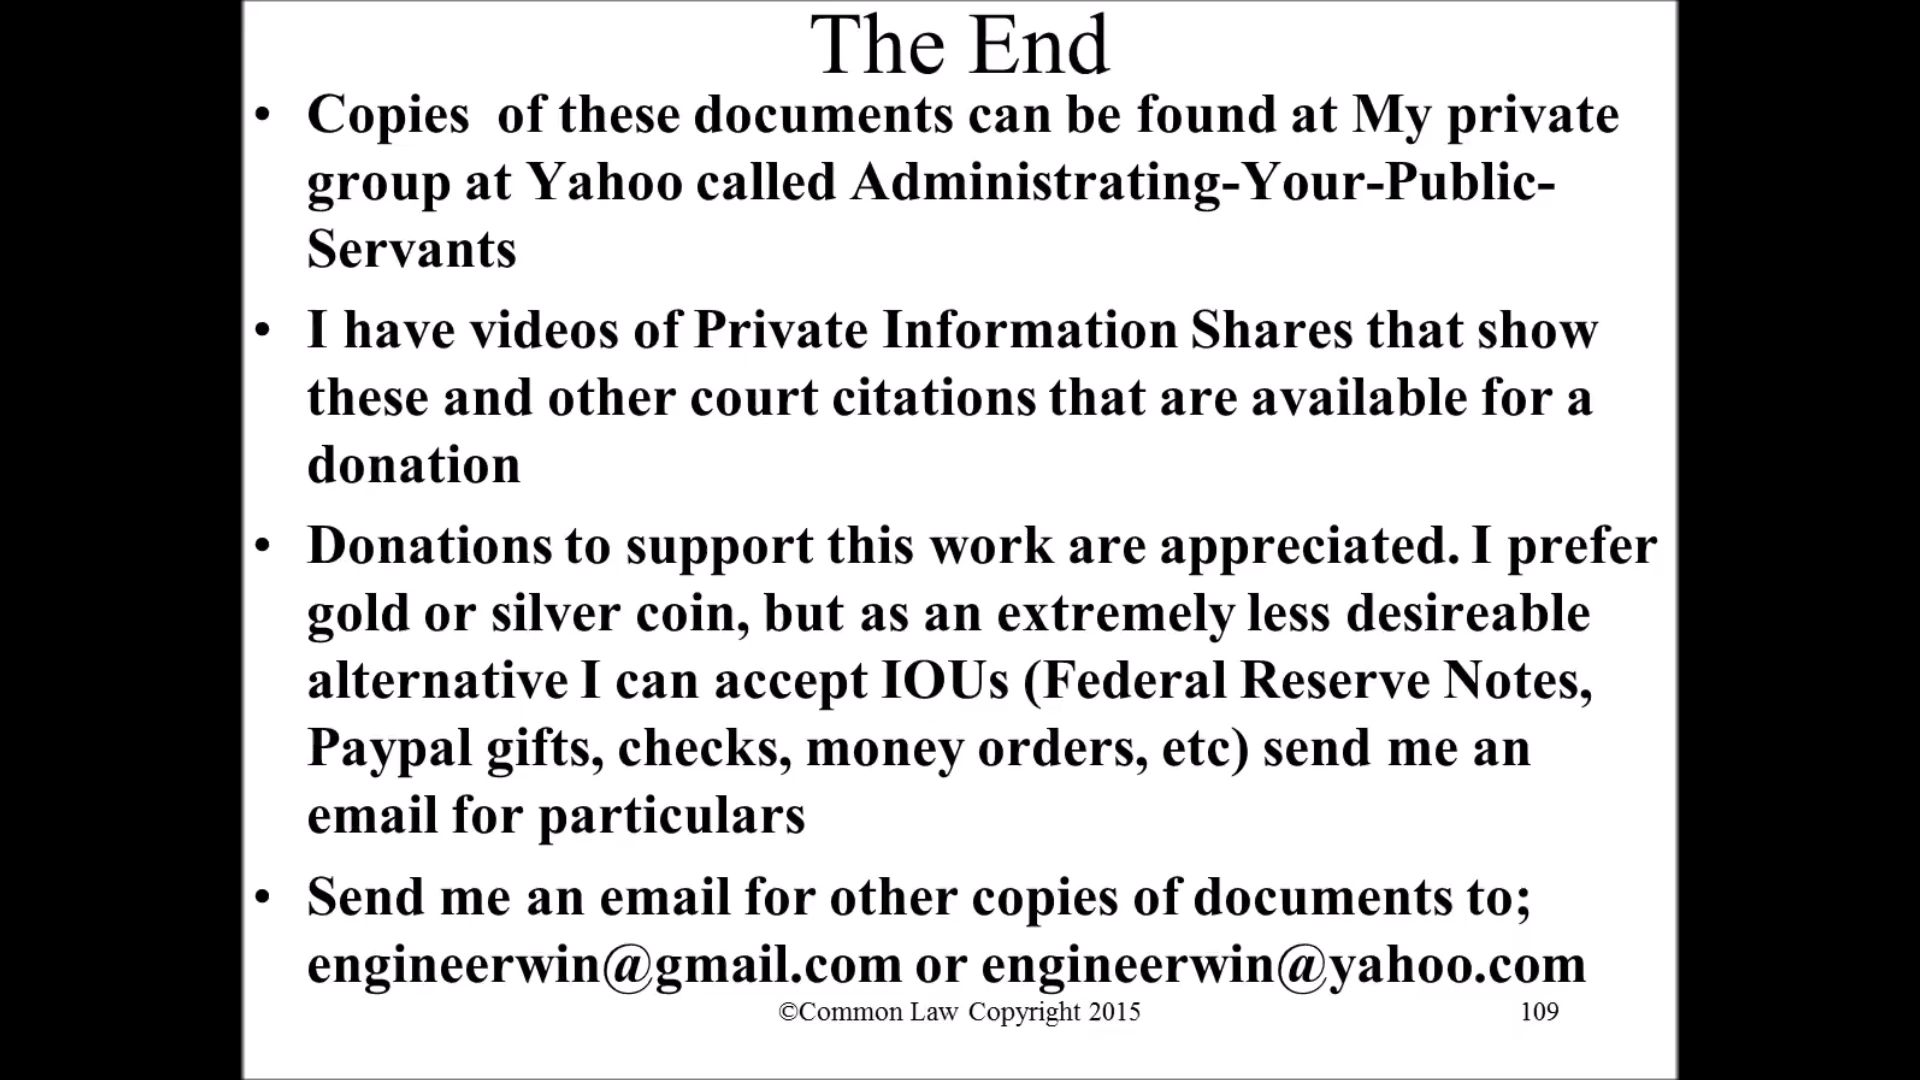 The End
• Copies of these documents can be found at My private
group at Yahoo called Administrating-Your-Public-
Servants
• I have videos of Private Information Shares that show
these and other court citations that are available for a
donation
• Donations to support this work are appreciated. I prefer
gold or silver coin, but as an extremely less desireable
alternative I can accept IOUs (Federal Reserve Notes,
Paypal gifts, checks, money orders, etc) send me an
email for particulars
• Send me an email for other copies of documents to;
engineerwin@gmail.com or engineerwin@yahoo.com
©Common Law Copyright 2015
109